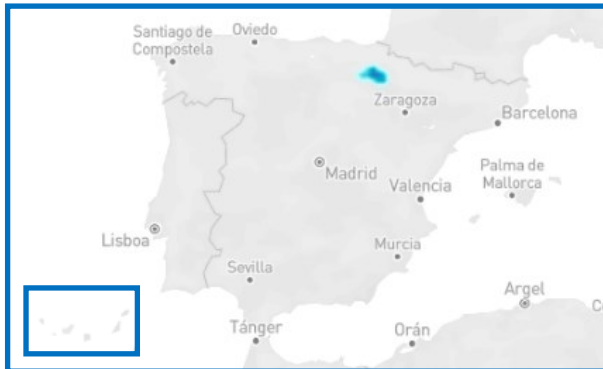 Santiago de
Compostela
Oviedo
Zaragoza
Barcelona
Madrid
Palma de
Mallorca
Valencia
Lisboa
Murcia
Sevilla
Argel
Tánger
Orán